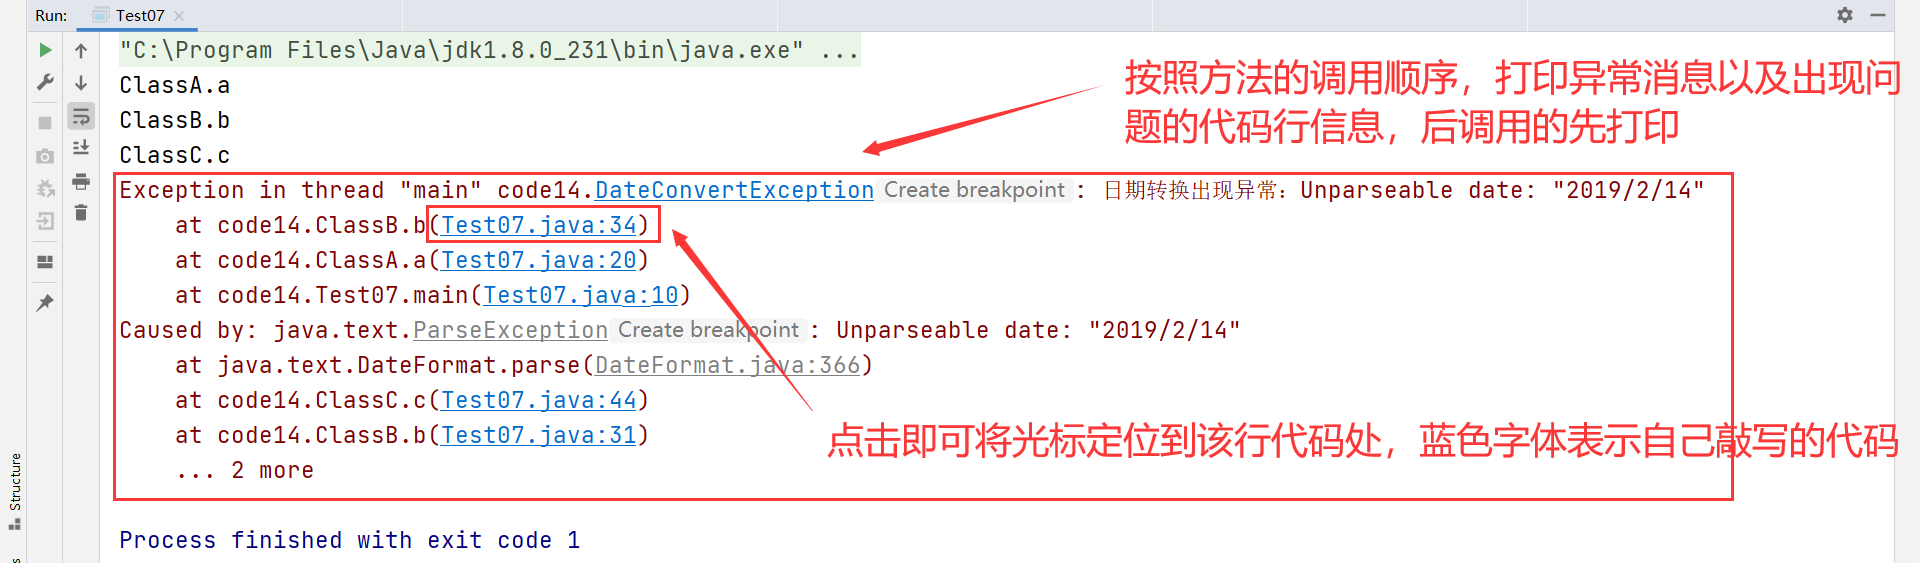 Run: Test07
"C:\Program Files\Java\jdk1.8.0_231\bin\java.exe" ...
ClassA.a
ClassB.b
ClassC.c
按照方法的调用顺序，打印异常消息以及出现问
题的代码行信息，后调用的先打印
Exception in thread "main" code14.DateConvertException Create breakpoint : 日期转换出现异常：Unparseable date: "2019/2/14"
at code14.ClassB.b(Test07.java:34)
at code14.ClassA.a(Test07.java:20)
at code14.Test07.main(Test07.java:10)
Caused by: java.text.ParseException Create breakpoint : Unparseable date: "2019/2/14"
at java.text.DateFormat.parse(DateFormat.java:366)
at code14.ClassC.c(Test07.java:44)
at code14.ClassB.b(Test07.java:31)
... 2 more
点击即可将光标定位到该行代码处，蓝色字体表示自己敲写的代码
Process finished with exit code 1
Structure